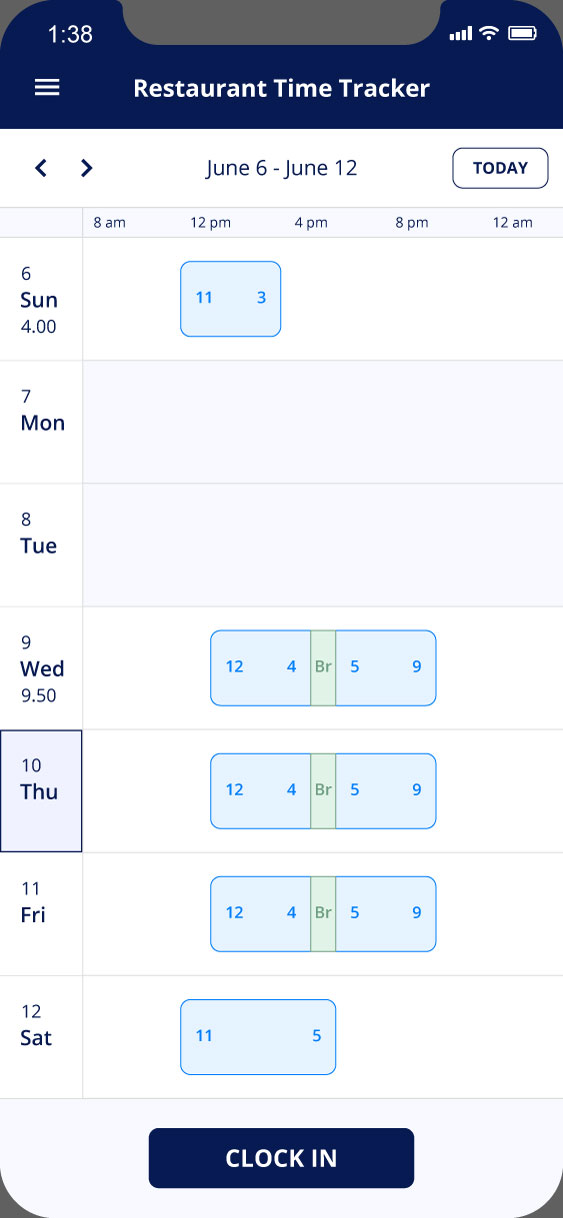 1:38
Restaurant Time Tracker
June 6 - June 12
TODAY
8 am 12 pm 4 pm 8 pm 12 am
6
Sun
4.00
11 3
7
Mon
8
Tue
9
Wed
9.50
12 4 Br 5 9
10
Thu
12 4 Br 5 9
11
Fri
12 4 Br 5 9
12
Sat
11 5
CLOCK IN